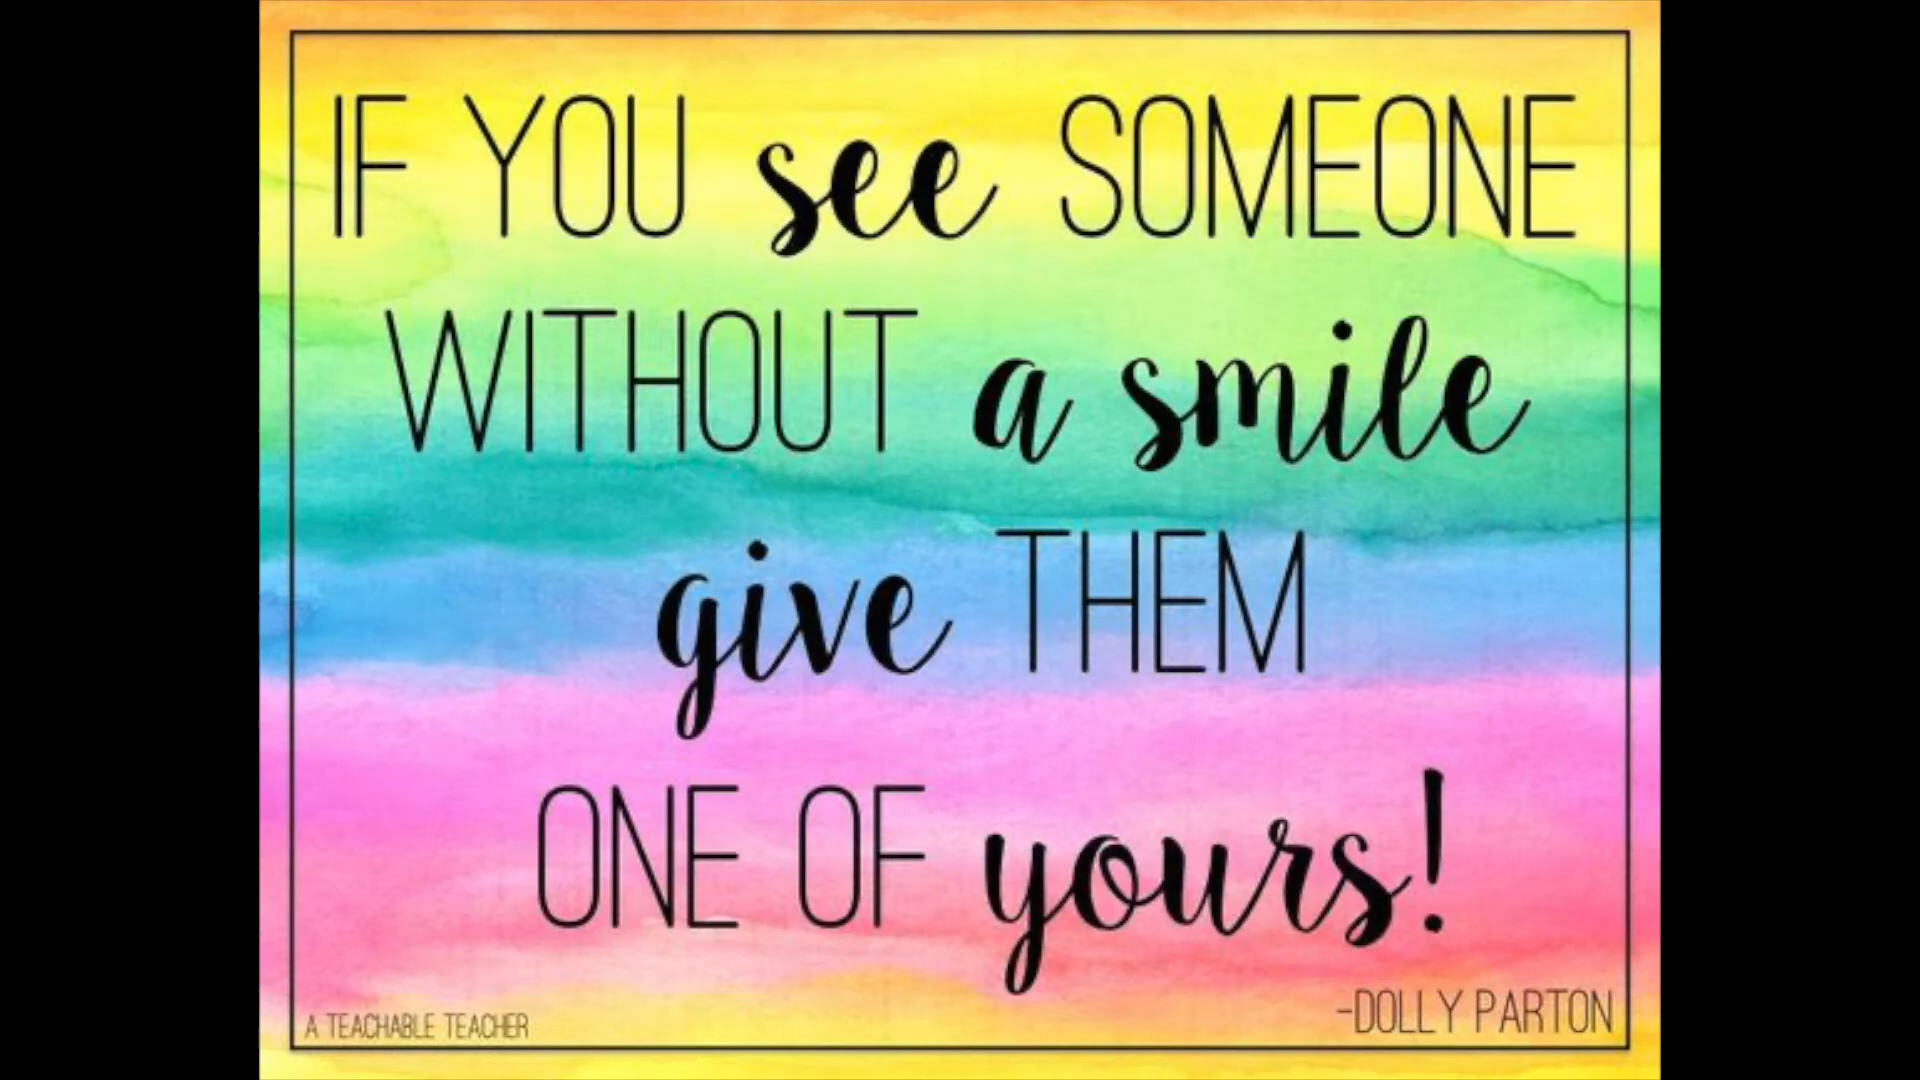 IF YOU see SOMEONE
WITHOUT a smile
give THEM
ONE OF yours!
-DOLLY PARTON
A TEACHABLE TEACHER